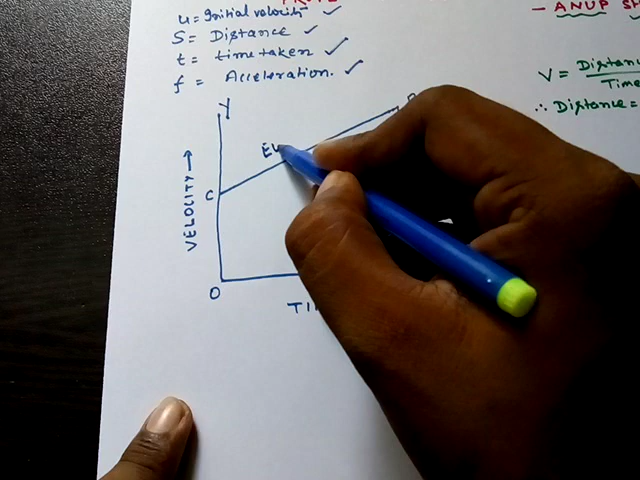 - ANUP
u = Initial velocity ✓
S = Distance ✓
t = time taken ✓
f = Acceleration. ✓
V = Distance
Time
∴ Distance =
Y
C
VELOCITY →
O